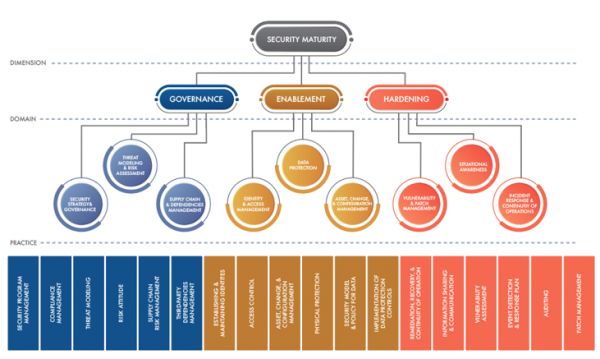 SECURITY MATURITY
DIMENSION
GOVERNANCE
ENABLEMENT
HARDENING
DOMAIN
THREAT
MODELING
& RISK
ASSESSMENT
DATA
PROTECTION
SITUATIONAL
AWARENESS
SECURITY
STRATEGY &
GOVERNANCE
SUPPLY CHAIN
& DEPENDENCIES
MANAGEMENT
IDENTITY
& ACCESS
MANAGEMENT
ASSET, CHANGE,
& CONFIGURATION
MANAGEMENT
VULNERABILITY
& PATCH
MANAGEMENT
INCIDENT
RESPONSE &
CONTINUITY OF
OPERATIONS
PRACTICE
SECURITY PROGRAM
MANAGEMENT
COMPLIANCE
MANAGEMENT
THREAT MODELING
RISK ATTITUDE
SUPPLY CHAIN
RISK MANAGEMENT
THIRD-PARTY
DEPENDENCIES
MANAGEMENT
ESTABLISHING &
MAINTAINING IDENTITIES
ACCESS CONTROL
ASSET, CHANGE, &
CONFIGURATION
MANAGEMENT
PHYSICAL PROTECTION
SECURITY MODEL
& POLICY FOR DATA
IMPLEMENTATION OF
DATA PROTECTION
CONTROLS
REMEDIATION, RECOVERY, &
CONTINUITY OF OPERATION
INFORMATION SHARING
& COMMUNICATION
VULNERABILITY
ASSESSMENT
EVENT DETECTION
& RESPONSE PLAN
AUDITING
PATCH MANAGEMENT